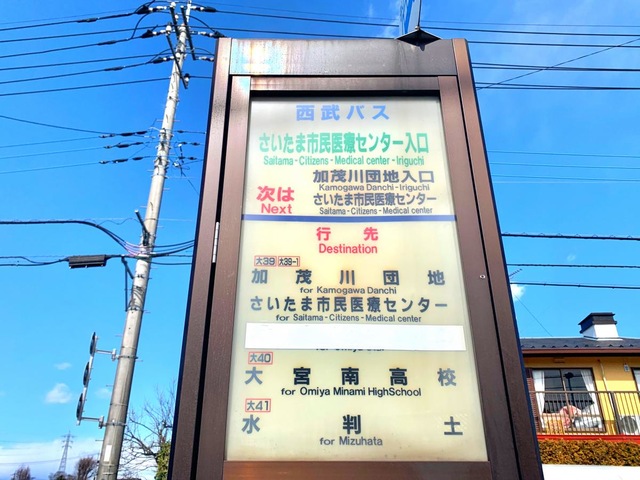 西武バス
さいたま市民医療センター入口
Saitama-Citizens-Medical center-Iriguchi
次は
Next
加茂川団地入口
Kamogawa Danchi-Iriguchi
さいたま市民医療センター
Saitama-Citizens-Medical center
行先
Destination
大39 大39-1
加茂川団地
for Kamogawa Danchi
さいたま市民医療センター
for Saitama-Citizens-Medical center
大40
大宮南高校
for Omiya Minami HighSchool
大41
水判土
for Mizuhata